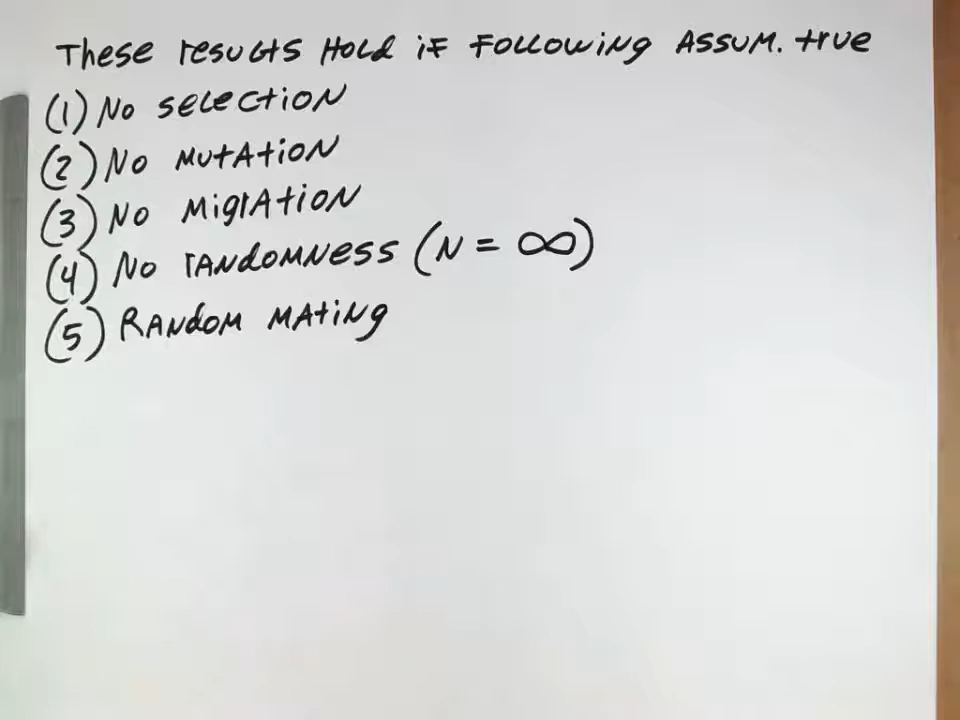 These results Hold if Following Assum. true
(1) No selection
(2) No mutation
(3) No migration
(4) No randomness (N = ∞)
(5) Random mating